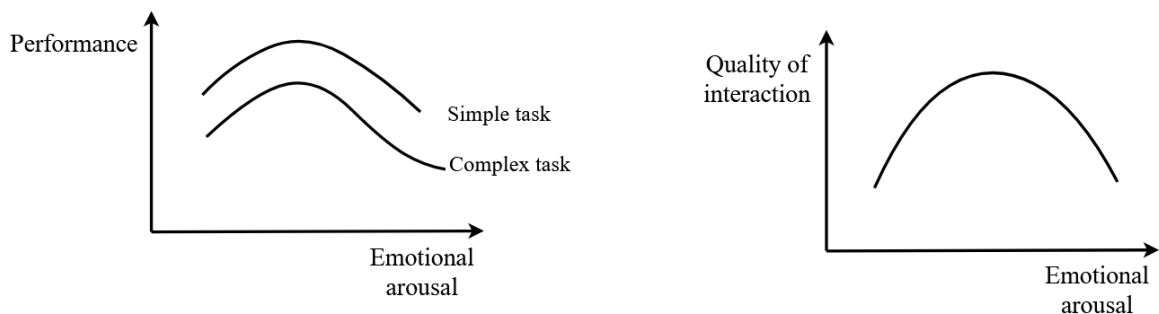 Performance
Simple task
Complex task
Emotional
arousal
Quality of
interaction
Emotional
arousal